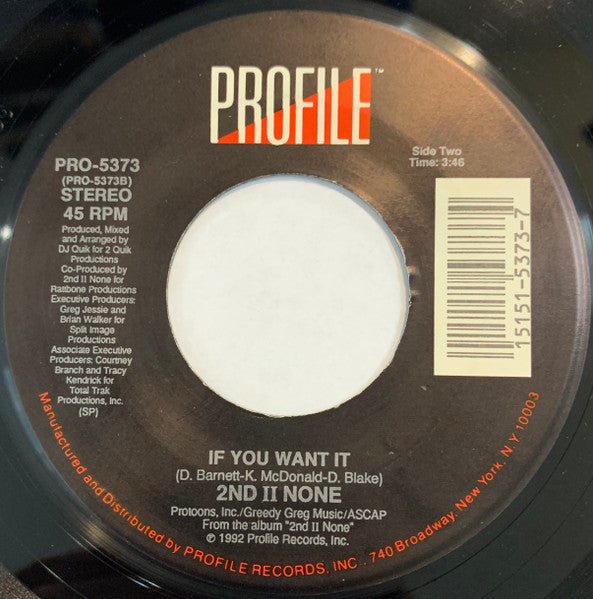 PROFILE™
Side Two
Time: 3:46
PRO-5373
(PRO-5373B)
STEREO
45 RPM
Produced, Mixed
and Arranged by
DJ Quik for 2 Quik
Productions
Co-Produced by
2nd II None for
Rattbone Productions
Executive Producers:
Greg Jessie and
Brian Walker for
Split Image
Productions
Associate Executive
Producers: Courtney
Branch and Tracy
Kendrick for
Total Trak
Productions, Inc.
(SP)
15151-5373-7
IF YOU WANT IT
(D. Barnett-K. McDonald-D. Blake)
2ND II NONE
Protoons, Inc./Greedy Greg Music/ASCAP
From the album "2nd II None"
℗ 1992 Profile Records, Inc.
Manufactured and Distributed by PROFILE RECORDS, INC., 740 Broadway, New York, N.Y. 10003